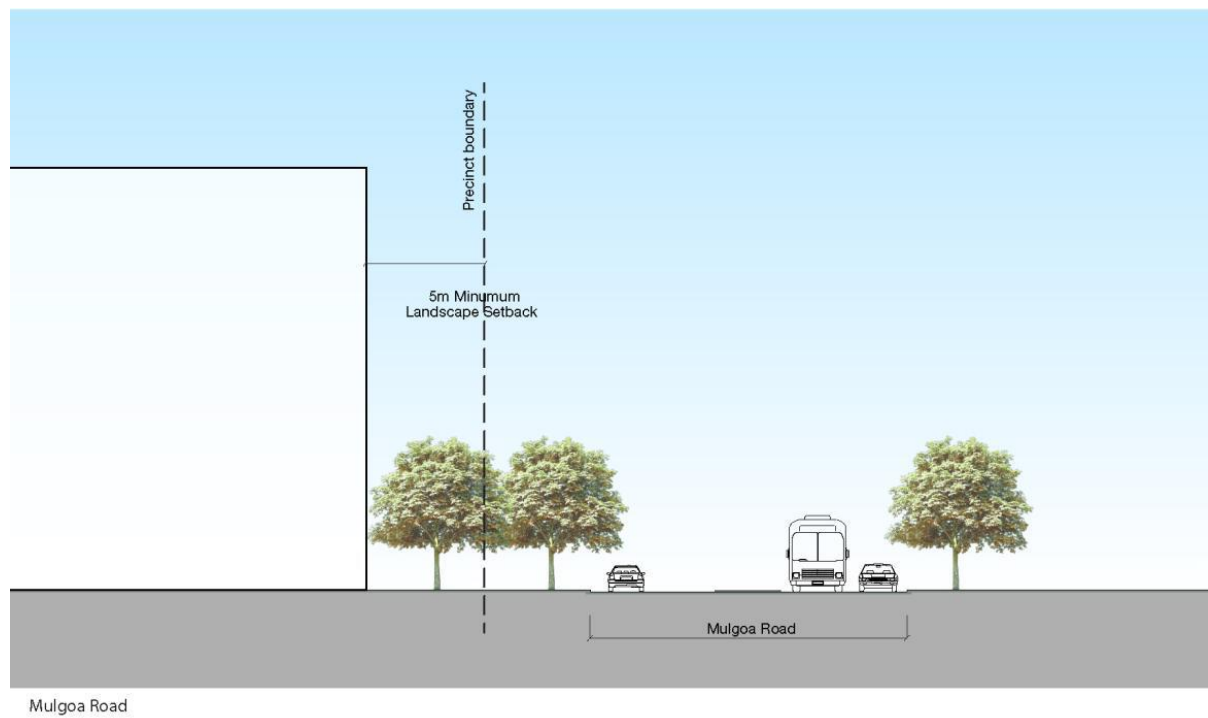 Precinct boundary
5m Minumum
Landscape Setback
Mulgoa Road
Mulgoa Road